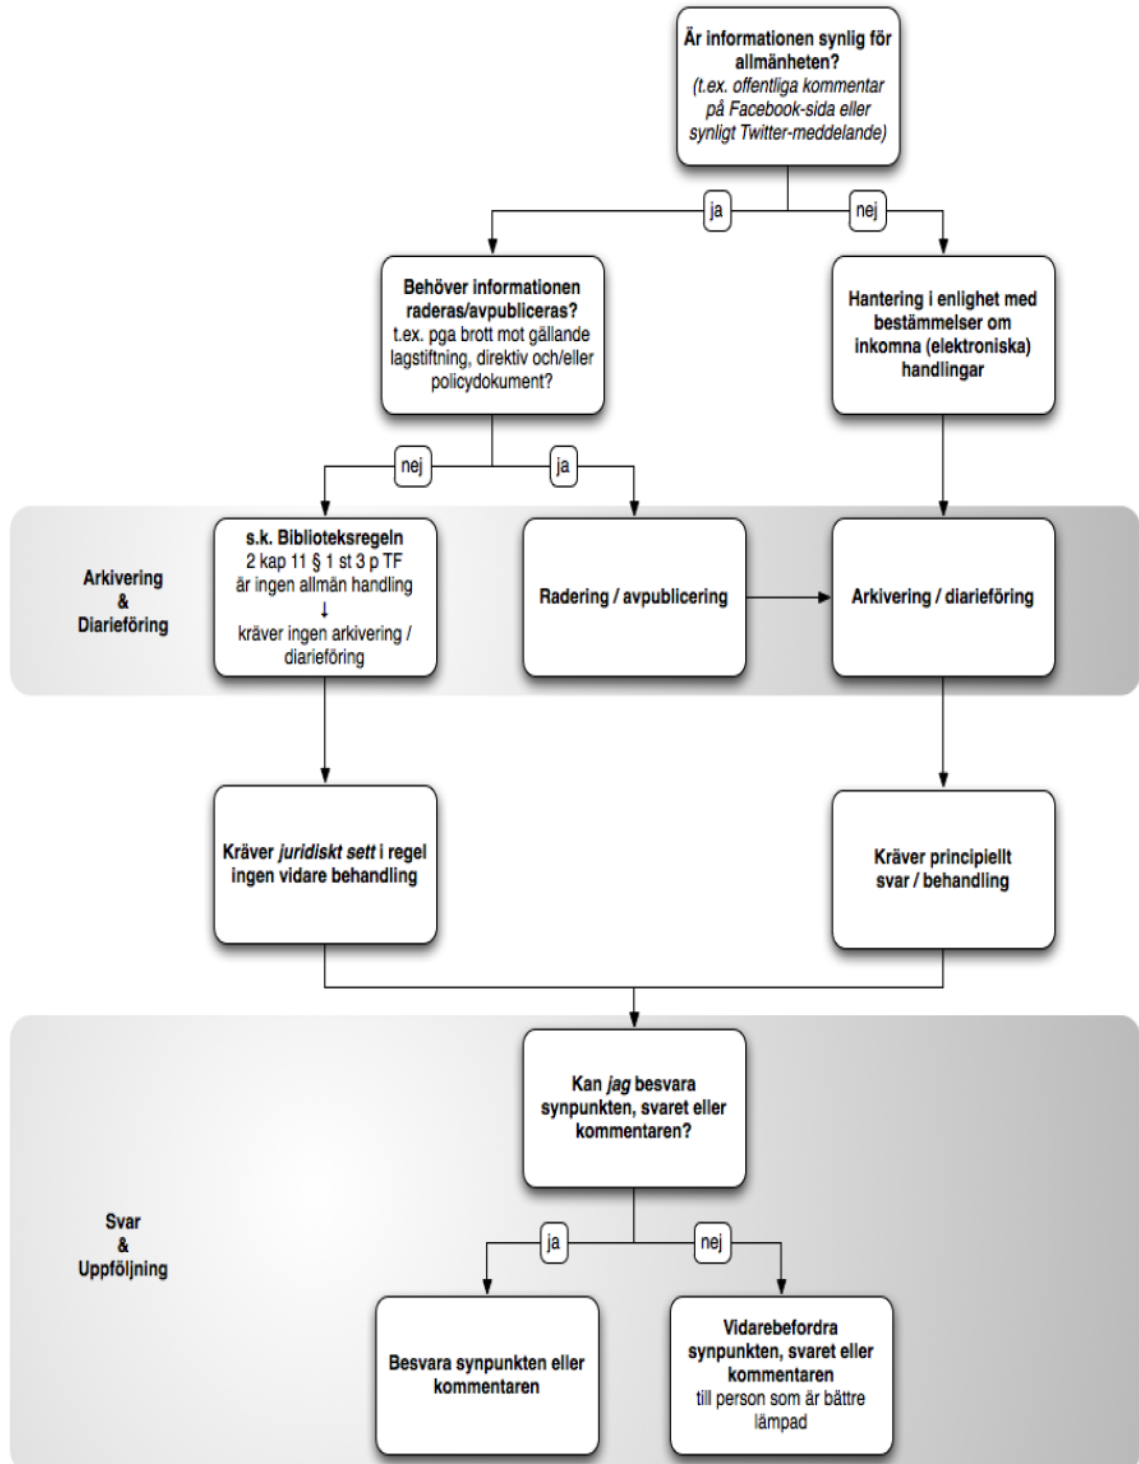 Är informationen synlig för
allmänheten?
(t.ex. offentliga kommentar
på Facebook-sida eller
synligt Twitter-meddelande)
ja
nej
Behöver informationen
raderas/avpubliceras?
t.ex. pga brott mot gällande
lagstiftning, direktiv och/eller
policydokument?
Hantering i enlighet med
bestämmelser om
inkomna (elektroniska)
handlingar
nej
ja
Arkivering
&
Diarieföring
s.k. Biblioteksregeln
2 kap 11 § 1 st 3 p TF
är ingen allmän handling
↓
kräver ingen arkivering /
diarieföring
Radering / avpublicering
Arkivering / diarieföring
Kräver juridiskt sett i regel
ingen vidare behandling
Kräver principiellt
svar / behandling
Kan jag besvara
synpunkten, svaret eller
kommentaren?
Svar
&
Uppföljning
ja
nej
Besvara synpunkten eller
kommentaren
Vidarebefordra
synpunkten, svaret eller
kommentaren
till person som är bättre
lämpad